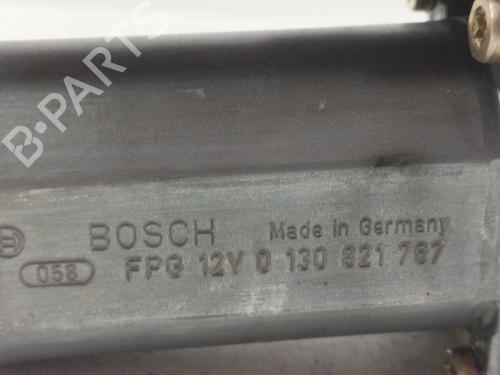 B-PARTS
BOSCH Made in Germany
058 FPG 12V 0 130 821 767